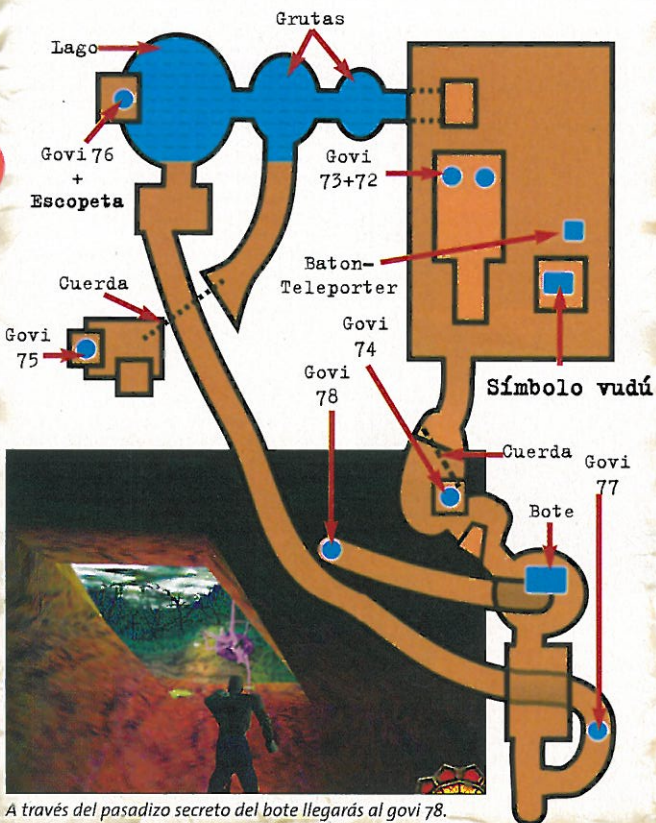 Grutas
Lago
Govi 76
+
Escopeta
Govi
73+72
Baton-
Teleporter
Cuerda
Govi
75
Govi
74
Govi
78
Símbolo vudú
Cuerda
Govi
77
Bote
A través del pasadizo secreto del bote llegarás al govi 78.